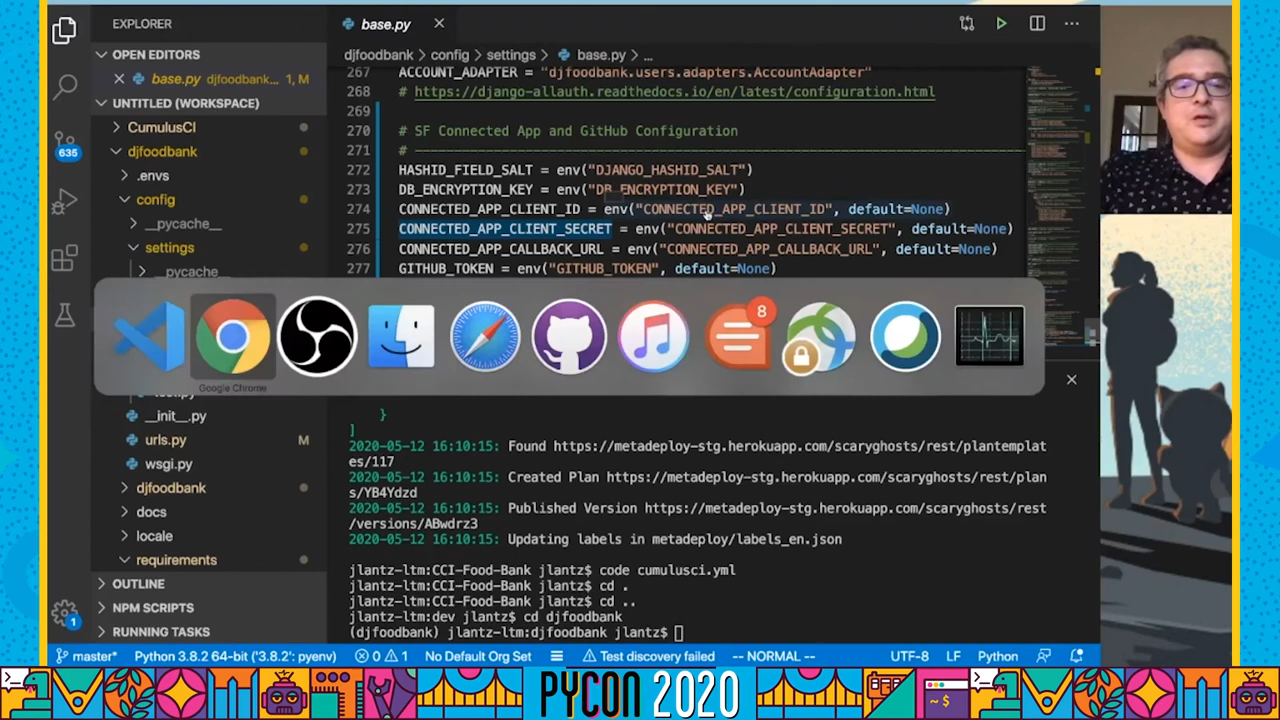 EXPLORER
OPEN EDITORS
base.py djfoodbank... 1, M
UNTITLED (WORKSPACE)
CumulusCI
djfoodbank
.envs
config
__pycache__
settings
__pycache__
635
__init__.py
urls.py M
wsgi.py
djfoodbank
docs
locale
requirements
OUTLINE
NPM SCRIPTS
RUNNING TASKS
1
base.py
djfoodbank > config > settings > base.py > ...
267 ACCOUNT_ADAPTER = "djfoodbank.users.adapters.AccountAdapter"
268 # https://django-allauth.readthedocs.io/en/latest/configuration.html
269
270 # SF Connected App and GitHub Configuration
271 # ------------------------------------------------------------------------------
272 HASHID_FIELD_SALT = env("DJANGO_HASHID_SALT")
273 DB_ENCRYPTION_KEY = env("DB_ENCRYPTION_KEY")
274 CONNECTED_APP_CLIENT_ID = env("CONNECTED_APP_CLIENT_ID", default=None)
275 CONNECTED_APP_CLIENT_SECRET = env("CONNECTED_APP_CLIENT_SECRET", default=None)
276 CONNECTED_APP_CALLBACK_URL = env("CONNECTED_APP_CALLBACK_URL", default=None)
277 GITHUB_TOKEN = env("GITHUB_TOKEN", default=None)
8
Google Chrome
}
]
2020-05-12 16:10:15: Found https://metadeploy-stg.herokuapp.com/scaryghosts/rest/plantemplat
es/117
2020-05-12 16:10:15: Created Plan https://metadeploy-stg.herokuapp.com/scaryghosts/rest/plan
s/YB4Ydzd
2020-05-12 16:10:15: Published Version https://metadeploy-stg.herokuapp.com/scaryghosts/rest
/versions/ABwdrz3
2020-05-12 16:10:15: Updating labels in metadeploy/labels_en.json
jlantz-ltm:CCI-Food-Bank jlantz$ code cumulusci.yml
jlantz-ltm:CCI-Food-Bank jlantz$ cd .
jlantz-ltm:CCI-Food-Bank jlantz$ cd ..
jlantz-ltm:dev jlantz$ cd djfoodbank
(djfoodbank) jlantz-ltm:djfoodbank jlantz$
master* Python 3.8.2 64-bit ('3.8.2': pyenv) 0 1 No Default Org Set Test discovery failed -- NORMAL -- UTF-8 LF Python
PYCON 2020